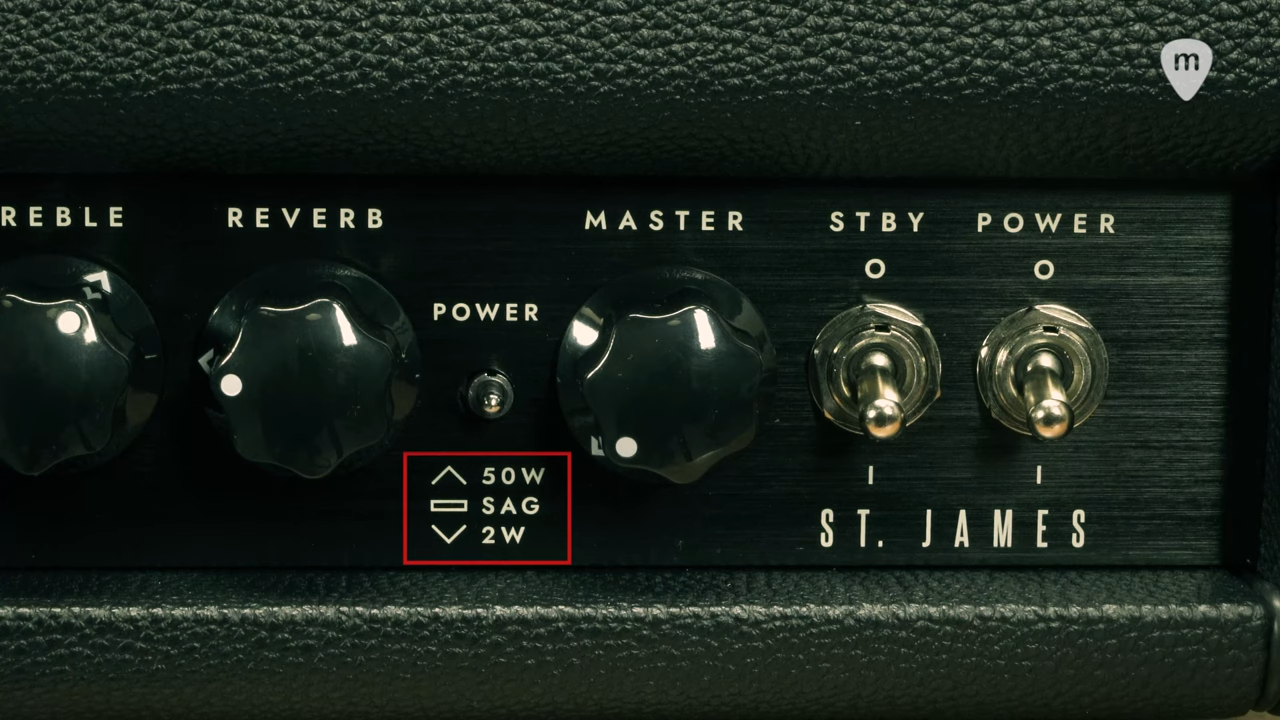 REBLE
REVERB
MASTER
STBY
POWER
O
O
POWER
50W
SAG
2W
I
I
ST. JAMES
m